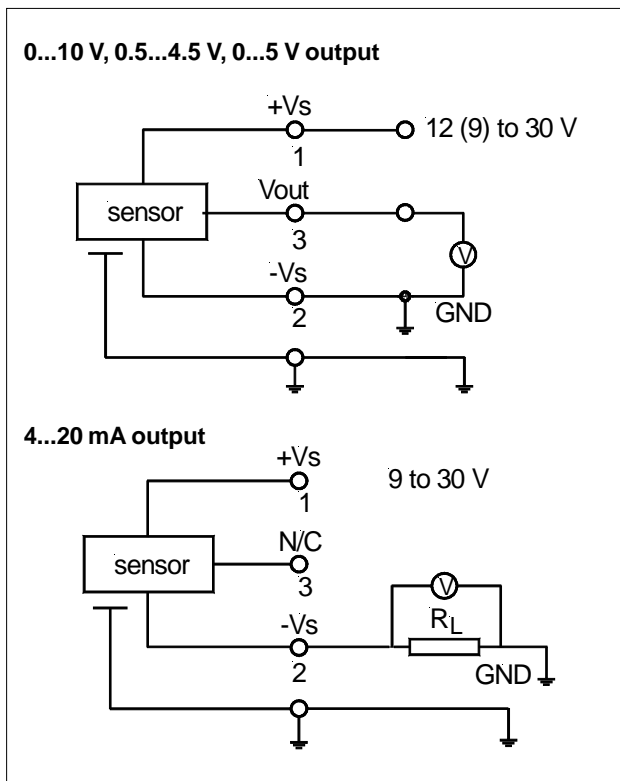 0...10 V, 0.5...4.5 V, 0...5 V output
+Vs
12 (9) to 30 V
1
Vout
sensor
3
V
-Vs
GND
2
4...20 mA output
+Vs
9 to 30 V
1
N/C
sensor
3
V
RL
-Vs
GND
2